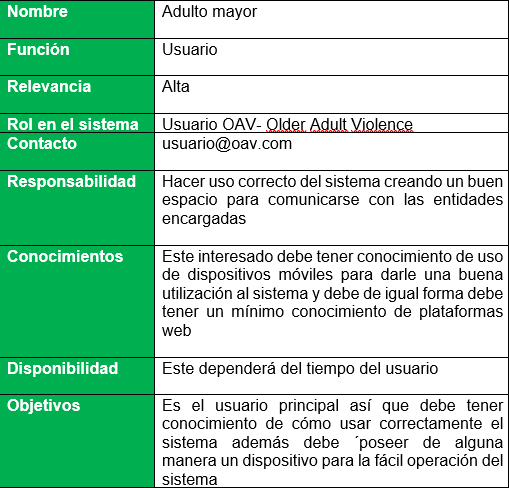 Nombre Adulto mayor
Función Usuario
Relevancia Alta
Rol en el sistema Usuario OAV- Older Adult Violence
Contacto usuario@oav.com
Responsabilidad Hacer uso correcto del sistema creando un buen
espacio para comunicarse con las entidades
encargadas
Conocimientos Este interesado debe tener conocimiento de uso
de dispositivos móviles para darle una buena
utilización al sistema y debe de igual forma debe
tener un mínimo conocimiento de plataformas
web
Disponibilidad Este dependerá del tiempo del usuario
Objetivos Es el usuario principal así que debe tener
conocimiento de cómo usar correctamente el
sistema además debe ´poseer de alguna
manera un dispositivo para la fácil operación del
sistema